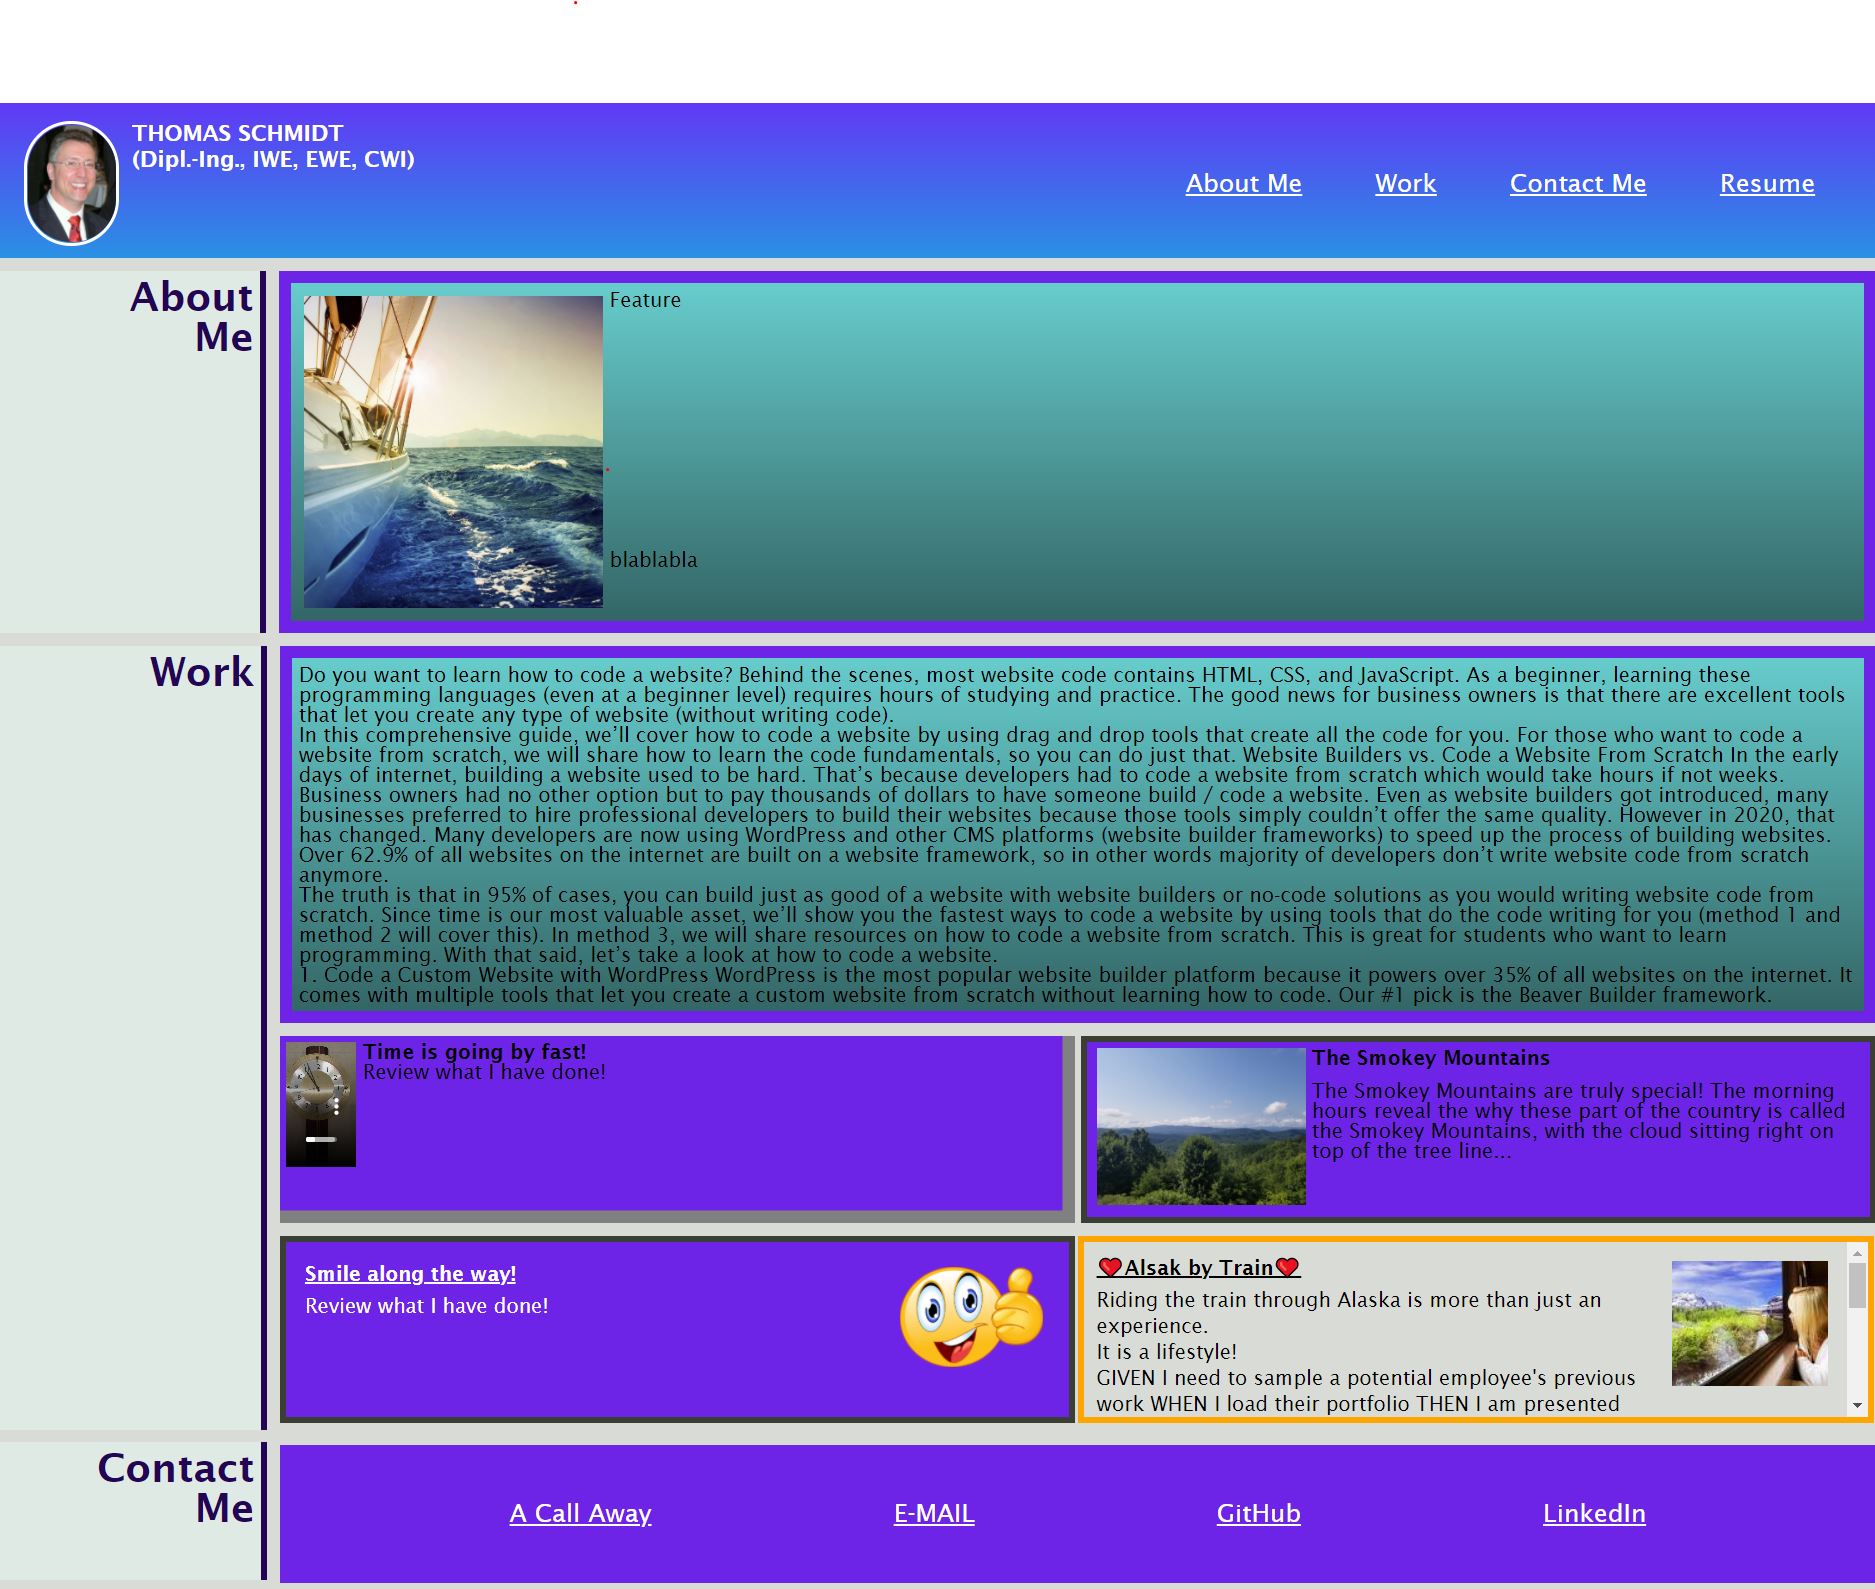 THOMAS SCHMIDT
(Dipl.-Ing., IWE, EWE, CWI)
About Me
Work
Contact Me
Resume
About
Me
Feature
blablabla
Work
Do you want to learn how to code a website? Behind the scenes, most website code contains HTML, CSS, and JavaScript. As a beginner, learning these
programming languages (even at a beginner level) requires hours of studying and practice. The good news for business owners is that there are excellent tools
that let you create any type of website (without writing code).
In this comprehensive guide, we’ll cover how to code a website by using drag and drop tools that create all the code for you. For those who want to code a
website from scratch, we will share how to learn the code fundamentals, so you can do just that. Website Builders vs. Code a Website From Scratch In the early
days of internet, building a website used to be hard. That’s because developers had to code a website from scratch which would take hours if not weeks.
Business owners had no other option but to pay thousands of dollars to have someone build / code a website. Even as website builders got introduced, many
businesses preferred to hire professional developers to build their websites because those tools simply couldn’t offer the same quality. However in 2020, that
has changed. Many developers are now using WordPress and other CMS platforms (website builder frameworks) to speed up the process of building websites.
Over 62.9% of all websites on the internet are built on a website framework, so in other words majority of developers don’t write website code from scratch
anymore.
The truth is that in 95% of cases, you can build just as good of a website with website builders or no-code solutions as you would writing website code from
scratch. Since time is our most valuable asset, we’ll show you the fastest ways to code a website by using tools that do the code writing for you (method 1 and
method 2 will cover this). In method 3, we will share resources on how to code a website from scratch. This is great for students who want to learn
programming. With that said, let’s take a look at how to code a website.
1. Code a Custom Website with WordPress WordPress is the most popular website builder platform because it powers over 35% of all websites on the internet. It
comes with multiple tools that let you create a custom website from scratch without learning how to code. Our #1 pick is the Beaver Builder framework.
Time is going by fast!
Review what I have done!
The Smokey Mountains
The Smokey Mountains are truly special! The morning
hours reveal the why these part of the country is called
the Smokey Mountains, with the cloud sitting right on
top of the tree line...
Smile along the way!
Review what I have done!
❤️Alsak by Train❤️
Riding the train through Alaska is more than just an
experience.
It is a lifestyle!
GIVEN I need to sample a potential employee's previous
work WHEN I load their portfolio THEN I am presented
Contact
Me
A Call Away
E-MAIL
GitHub
LinkedIn